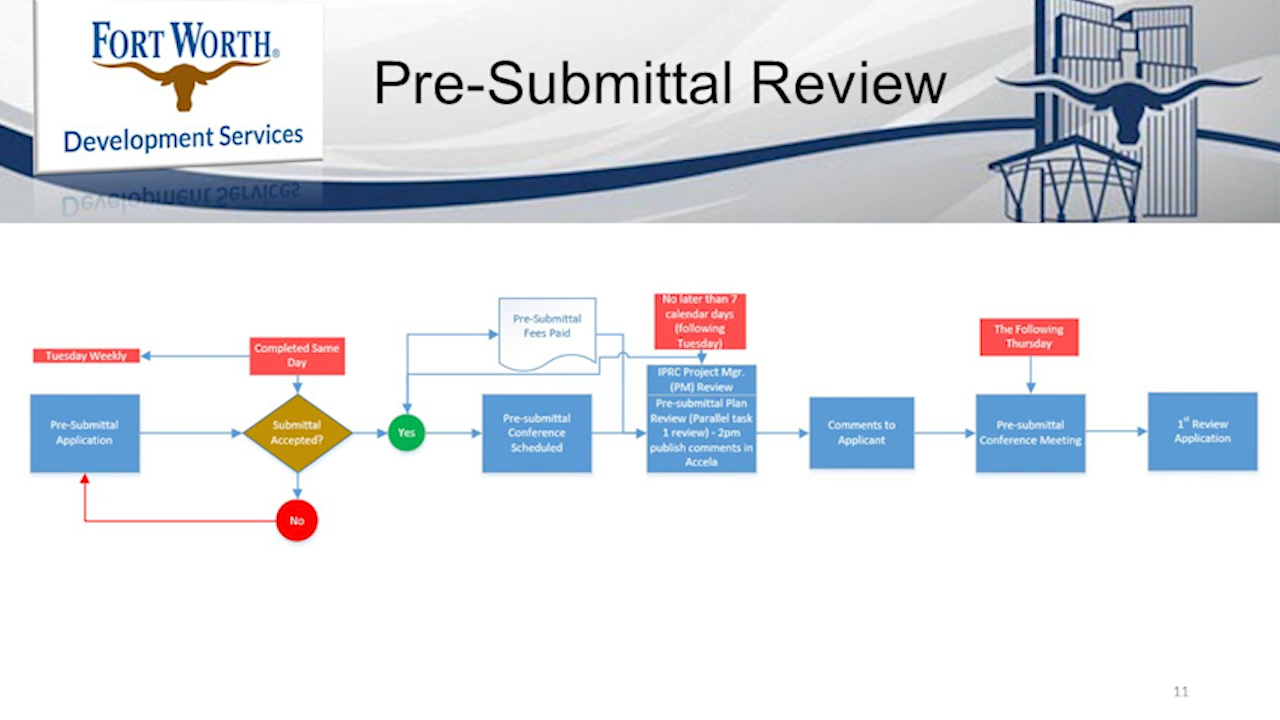 FORT WORTH®
Development Services
Pre-Submittal Review
Development Services
Tuesday Weekly
Completed Same
Day
Pre-Submittal
Fees Paid
No later than 7
calendar days
(following
Tuesday)
The Following
Thursday
Pre-Submittal
Application
Submittal
Accepted?
Yes
No
Pre-submittal
Conference
Scheduled
IPRC Project Mgr.
(PM) Review
Pre-submittal Plan
Review (Parallel task
1 review) - 2pm
publish comments in
Accela
Comments to
Applicant
Pre-submittal
Conference Meeting
1st Review
Application
11